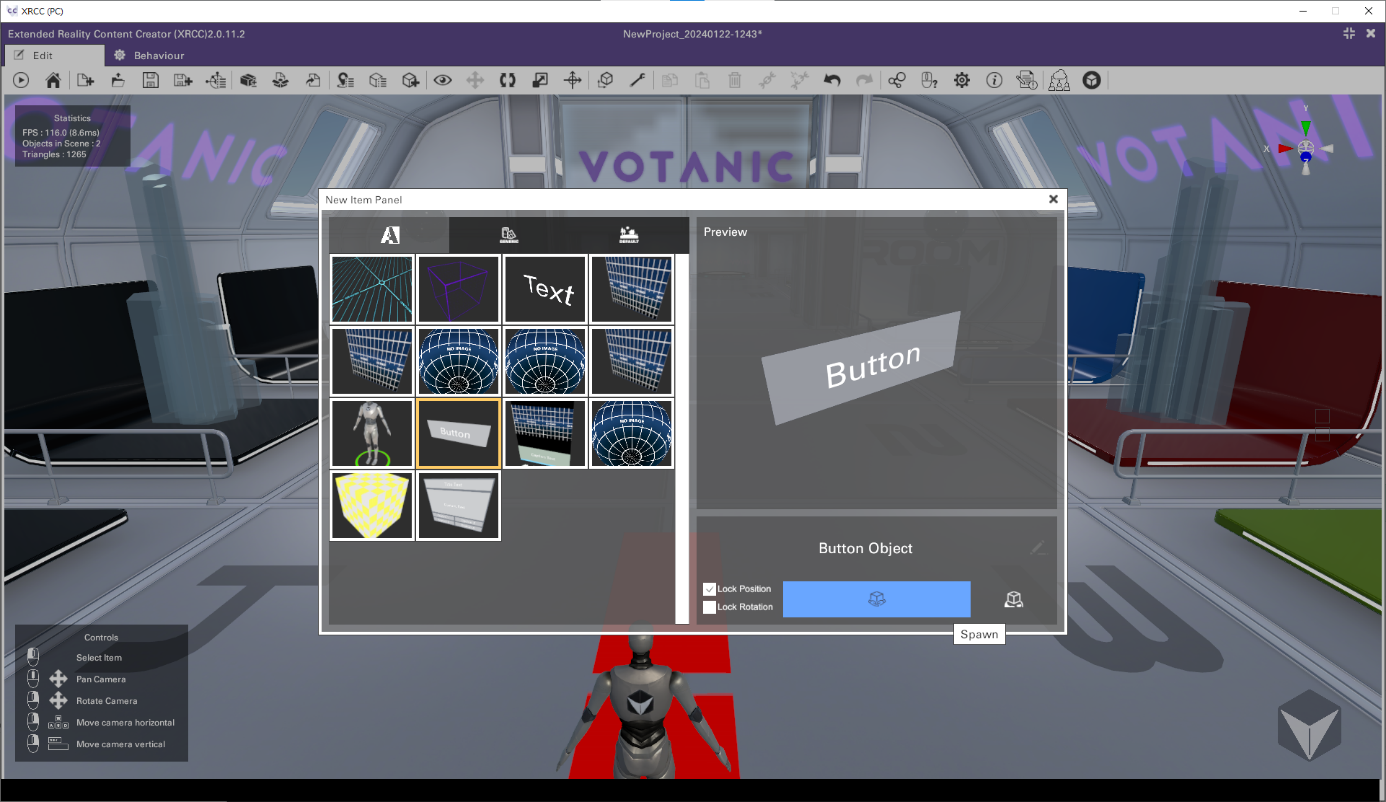 XRCC (PC)
Extended Reality Content Creator (XRCC)2.0.11.2
NewProject_20240122-1243*
Edit
Behaviour
Statistics
FPS : 116.0 (8.6ms)
Objects in Scene : 2
Triangles : 1265
VOTANIC
Y
X
Z
New Item Panel
GENERIC
DEFAULT
Preview
ROOM
Text
NO IMAGE
NO IMAGE
Button
NO IMAGE
Button
Button Object
Lock Position
Lock Rotation
Spawn
Controls
Select Item
Pan Camera
Rotate Camera
Move camera horizontal
Move camera vertical